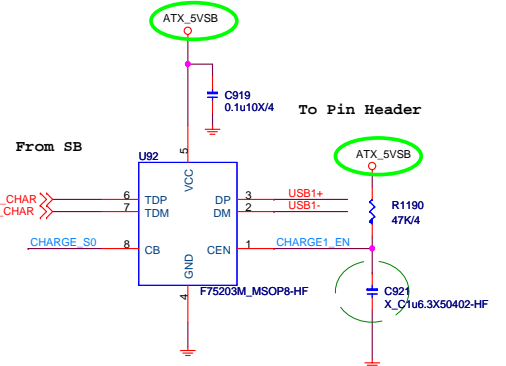 ATX_5VSB
C919
0.1u10X/4
To Pin Header
From SB
ATX_5VSB
U92
5
VCC
_CHAR 6 TDP DP 3 USB1+
_CHAR 7 TDM DM 2 USB1-
R1190
47K/4
CHARGE_S0 8 CB CEN 1 CHARGE1_EN
GND
4
F75203M_MSOP8-HF
C921
X_C1u6.3X50402-HF